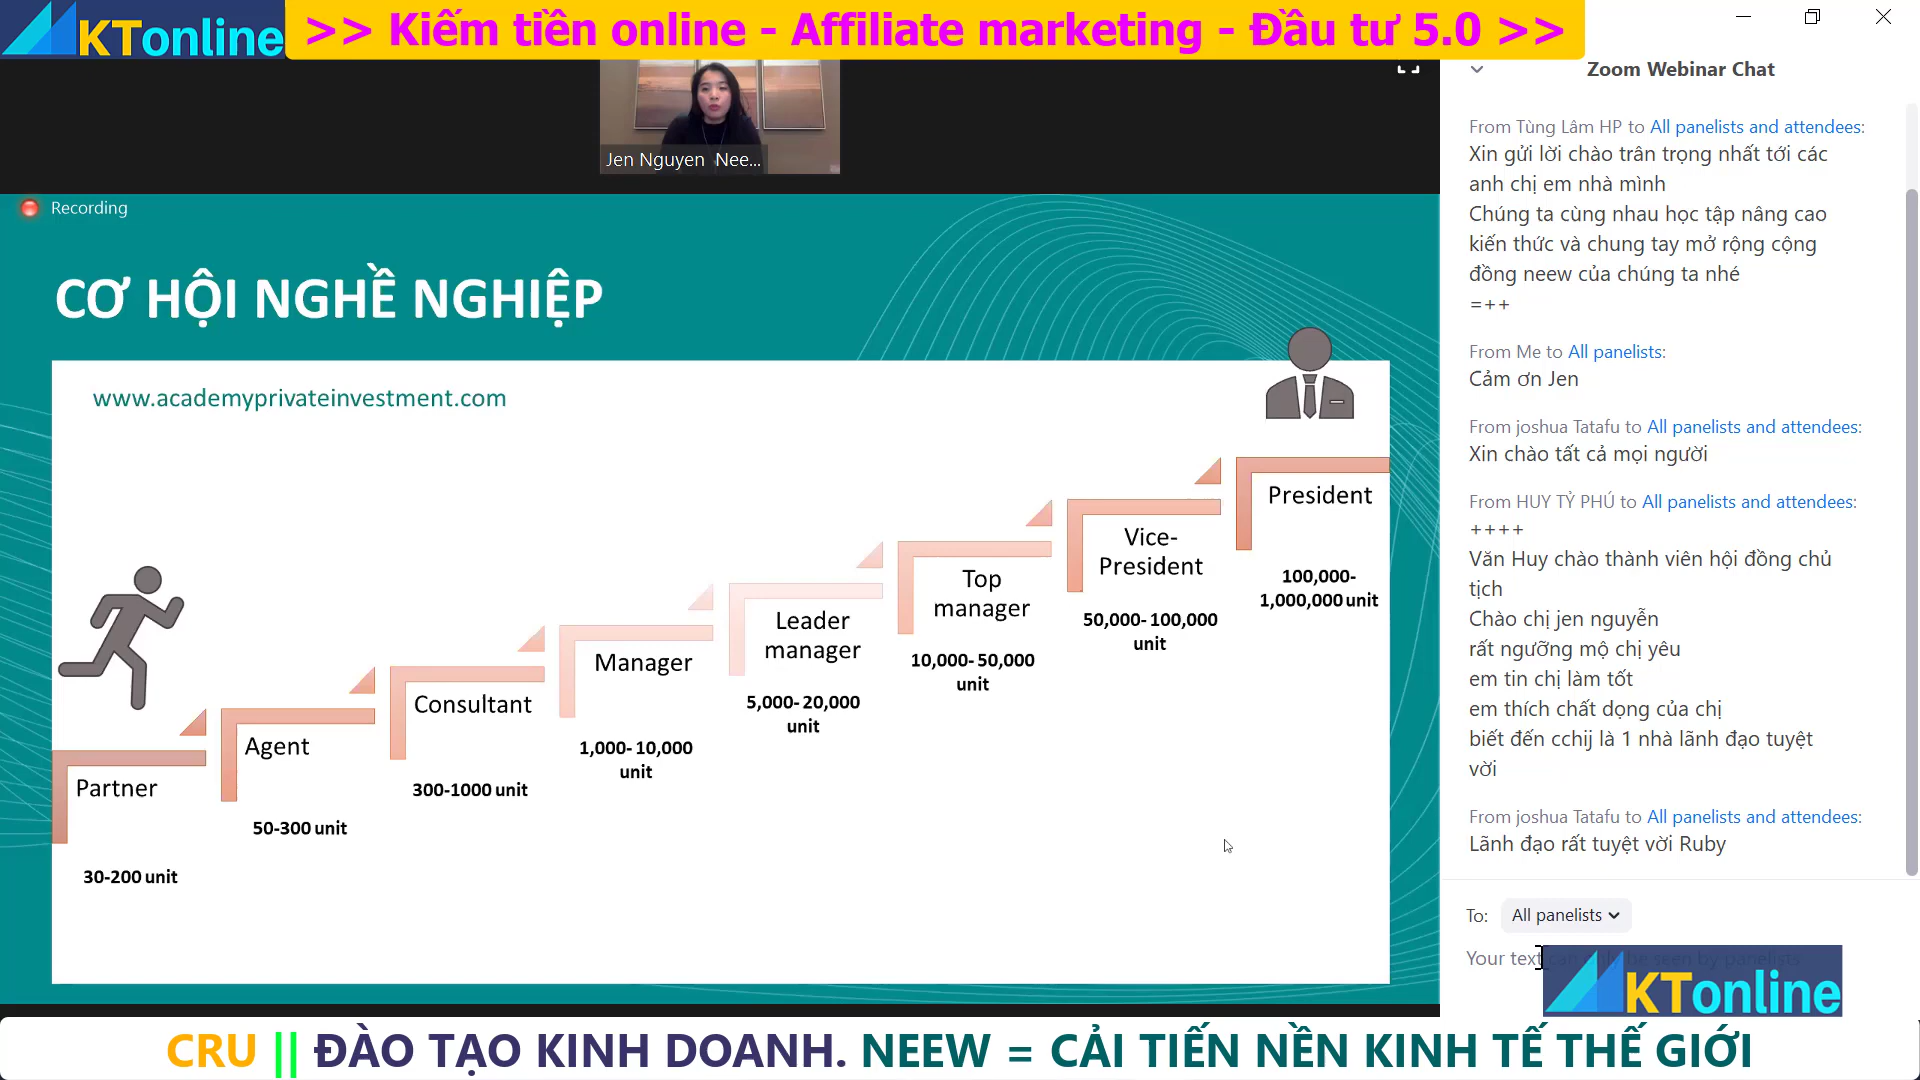 KTonline
>> Kiếm tiền online - Affiliate marketing - Đầu tư 5.0 >>
Jen Nguyen Nee...
Recording
CƠ HỘI NGHỀ NGHIỆP
www.academyprivateinvestment.com
President
100,000-
1,000,000 unit
Vice-
President
50,000- 100,000
unit
Top
manager
10,000- 50,000
unit
Leader
manager
5,000- 20,000
unit
Manager
1,000- 10,000
unit
Consultant
300-1000 unit
Agent
50-300 unit
Partner
30-200 unit
Zoom Webinar Chat
From Tùng Lâm HP to All panelists and attendees:
Xin gửi lời chào trân trọng nhất tới các
anh chị em nhà mình
Chúng ta cùng nhau học tập nâng cao
kiến thức và chung tay mở rộng cộng
đồng neew của chúng ta nhé
=++
From Me to All panelists:
Cảm ơn Jen
From joshua Tatafu to All panelists and attendees:
Xin chào tất cả mọi người
From HUY TỶ PHÚ to All panelists and attendees:
++++
Văn Huy chào thành viên hội đồng chủ
tịch
Chào chị jen nguyễn
rất ngưỡng mộ chị yêu
em tin chị làm tốt
em thích chất dọng của chị
biết đến cchij là 1 nhà lãnh đạo tuyệt
vời
From joshua Tatafu to All panelists and attendees:
Lãnh đạo rất tuyệt vời Ruby
To: All panelists
Your text can only be seen by panelists
KTonline
CRU || ĐÀO TẠO KINH DOANH. NEEW = CẢI TIẾN NỀN KINH TẾ THẾ GIỚI